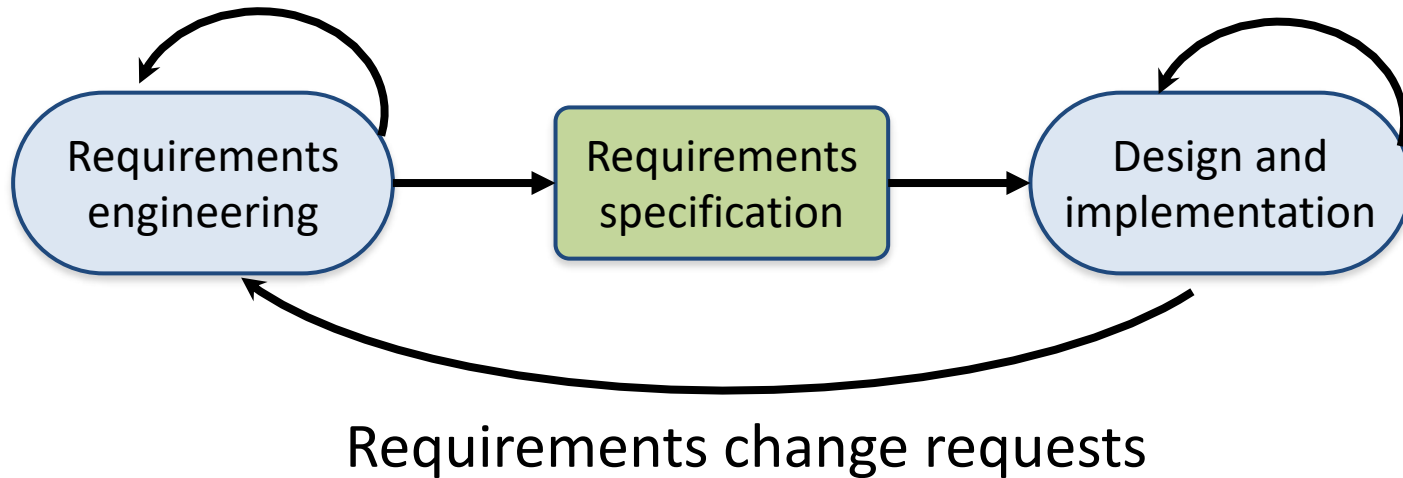 Requirements
engineering
Requirements
specification
Design and
implementation
Requirements change requests